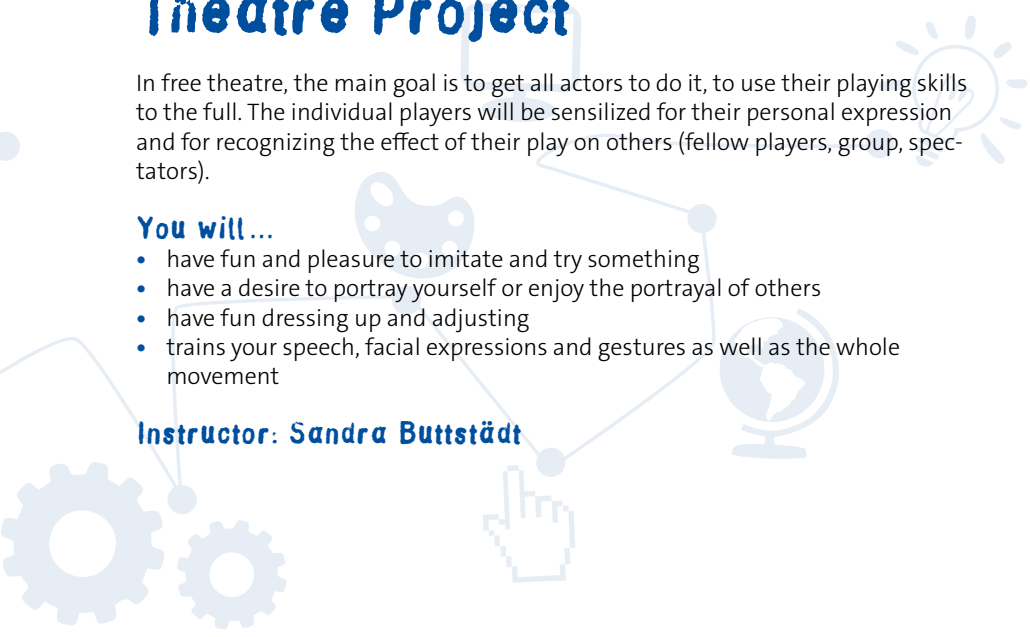 Theatre Project
In free theatre, the main goal is to get all actors to do it, to use their playing skills
to the full. The individual players will be sensilized for their personal expression
and for recognizing the effect of their play on others (fellow players, group, spec-
tators).
You will...
• have fun and pleasure to imitate and try something
• have a desire to portray yourself or enjoy the portrayal of others
• have fun dressing up and adjusting
• trains your speech, facial expressions and gestures as well as the whole
movement
Instructor: Sandra Buttstädt